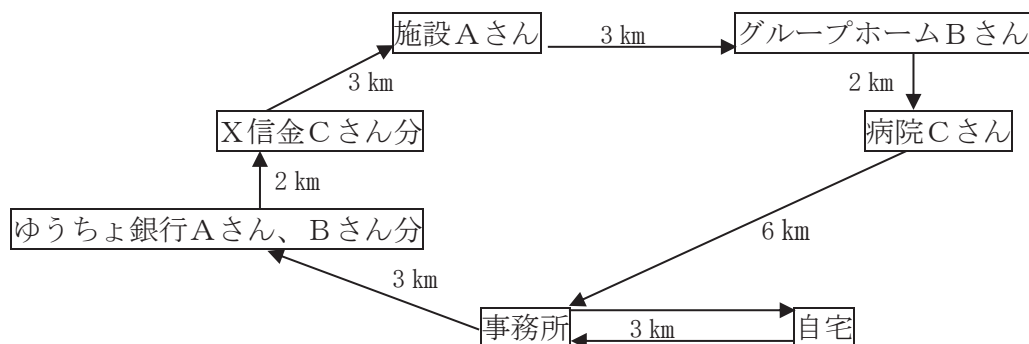 施設Aさん
3 km
グループホームBさん
3 km
2 km
X信金Cさん分
病院Cさん
2 km
ゆうちょ銀行Aさん、Bさん分
6 km
3 km
事務所
3 km
自宅